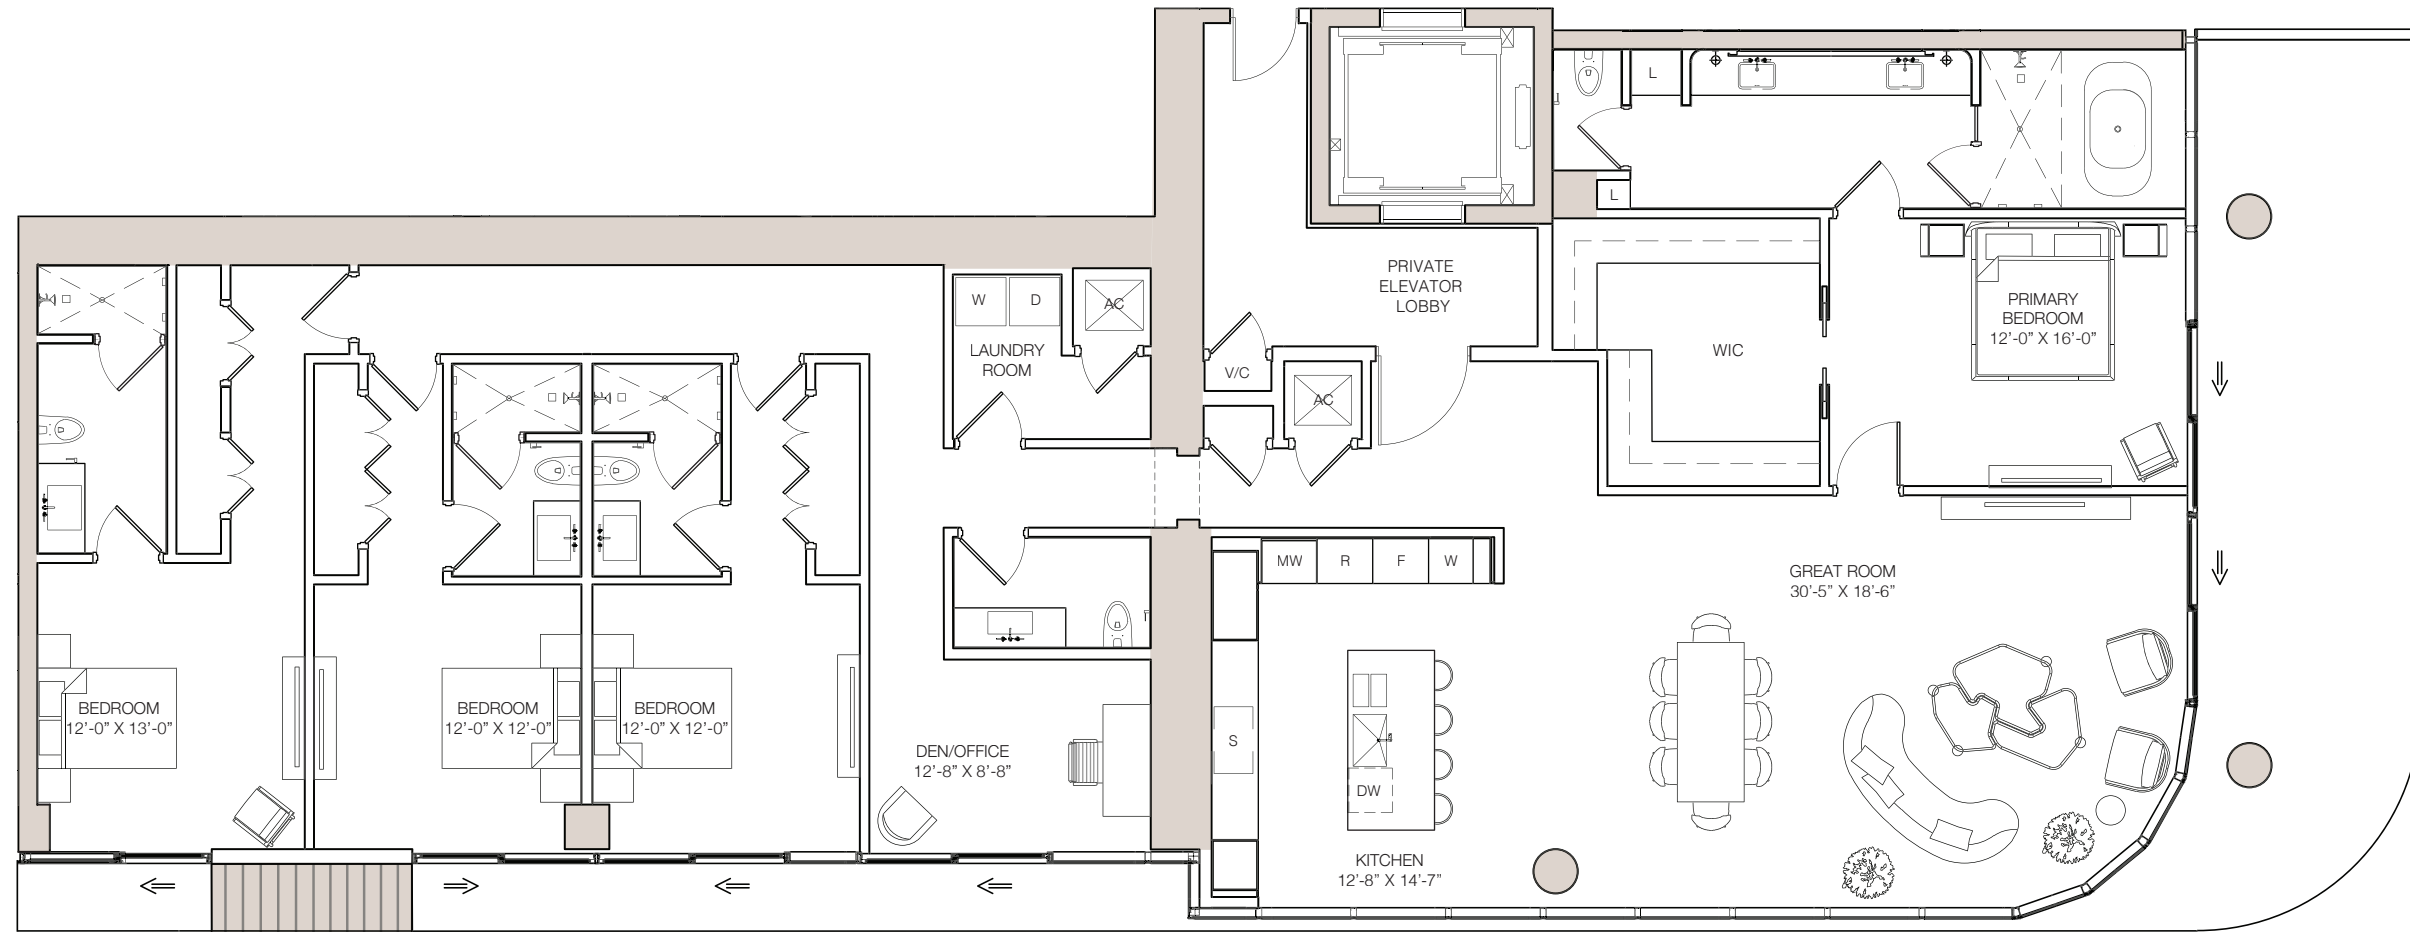 L
L
PRIVATE
ELEVATOR
LOBBY
W
D
AC
LAUNDRY
ROOM
V/C
AC
WIC
PRIMARY
BEDROOM
12'-0” X 16'-0”
MW
R
F
W
GREAT ROOM
30'-5” X 18'-6”
BEDROOM
12'-0” X 13'-0”
BEDROOM
12'-0” X 12'-0”
BEDROOM
12'-0” X 12'-0”
DEN/OFFICE
12'-8” X 8'-8”
S
DW
KITCHEN
12'-8” X 14'-7”